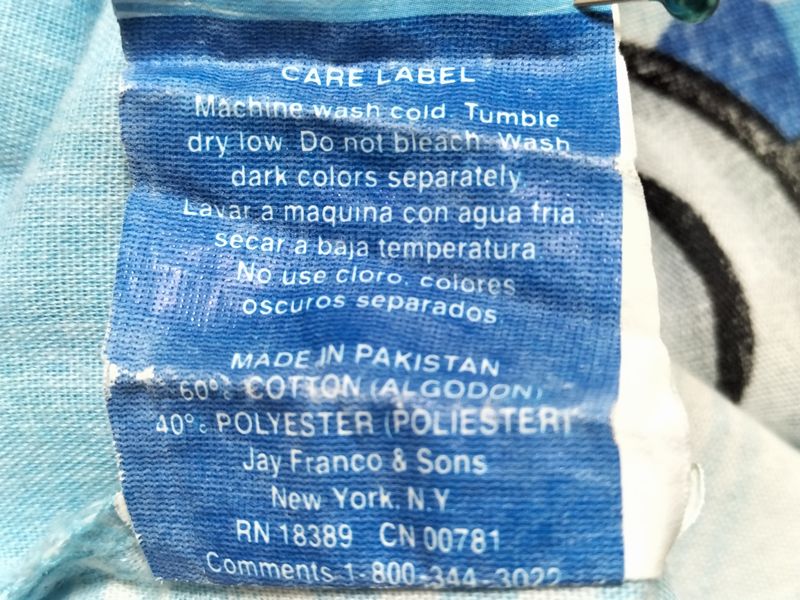 CARE LABEL
Machine wash cold. Tumble
dry low. Do not bleach. Wash
dark colors separately.
Lavar a maquina con agua fria.
secar a baja temperatura
No use cloro. colores
oscuros separados
MADE IN PAKISTAN
60% COTTON (ALGODON)
40% POLYESTER (POLIESTER)
Jay Franco & Sons
New York, N.Y
RN 18389 CN 00781
Comments 1-800-344-3022